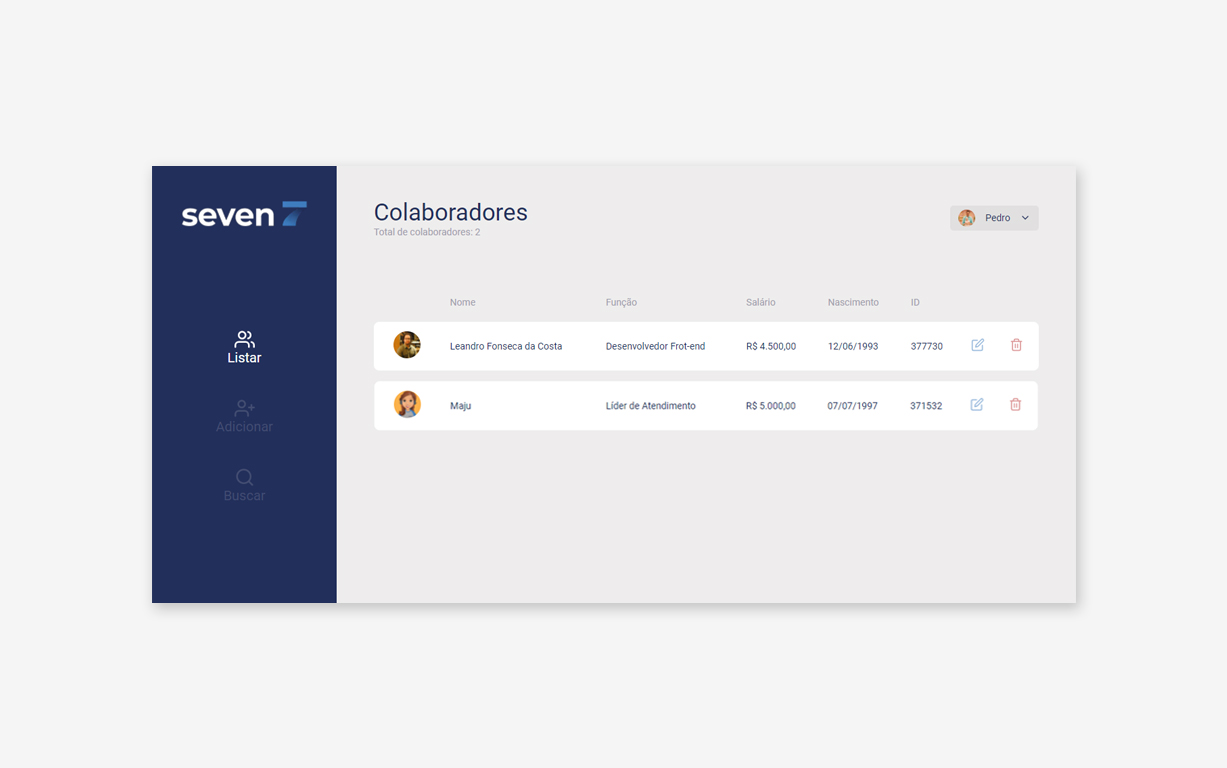 seven 7
Colaboradores
Total de colaboradores: 2
Pedro
Listar
Adicionar
Buscar
Nome Função Salário Nascimento ID
Leandro Fonseca da Costa Desenvolvedor Frot-end R$ 4.500,00 12/06/1993 377730
Maju Líder de Atendimento R$ 5.000,00 07/07/1997 371532